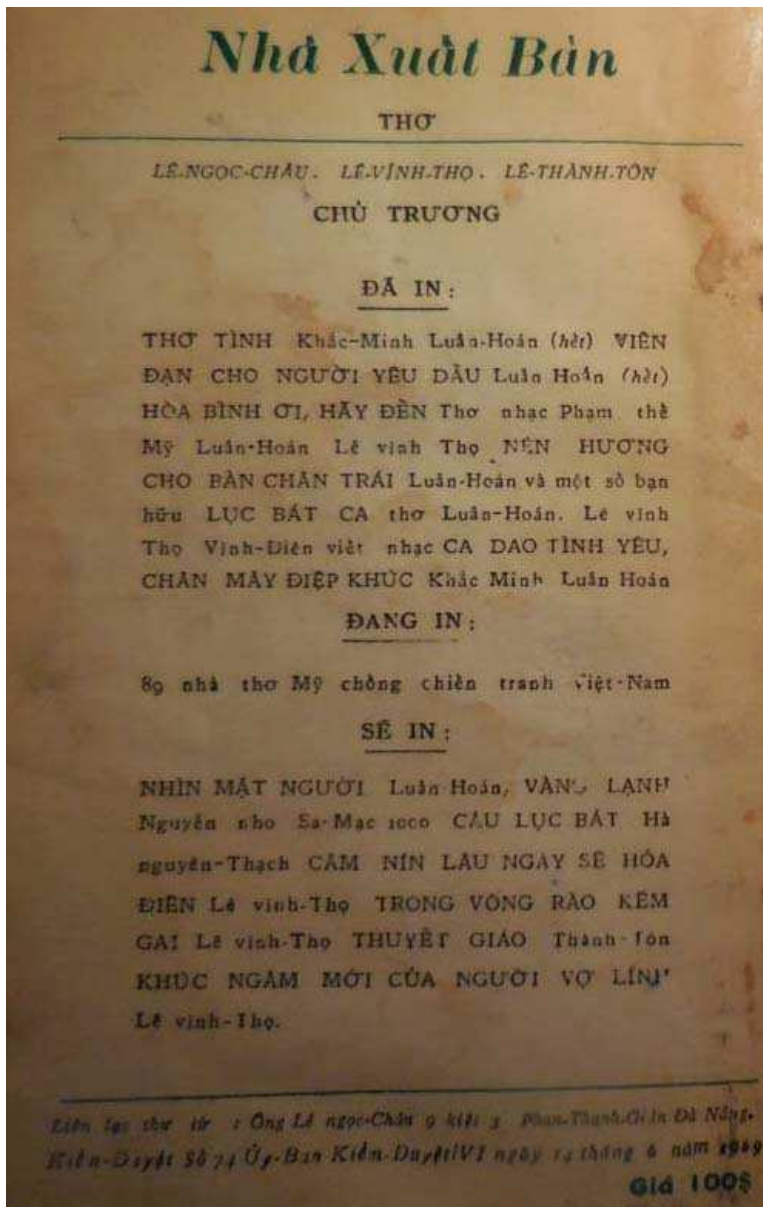 Nhà Xuất Bản
THƠ
LÊ-NGỌC-CHÂU. LÊ-VĨNH-THỌ. LÊ-THÀNH-TÔN
CHỦ TRƯƠNG
ĐÃ IN :
THƠ TÌNH Khắc-Minh Luân-Hoán (hết) VIÊN
ĐẠN CHO NGƯỜI YÊU DẤU Luân Hoán (hết)
HÒA BÌNH ƠI, HÃY ĐẾN Thơ nhạc Phạm thế
Mỹ Luân-Hoán Lê vinh Thọ NÉN HƯƠNG
CHO BÀN CHÂN TRÁI Luân-Hoán và một số bạn
hữu LỤC BÁT CA thơ Luân-Hoán. Lê vinh
Thọ Vĩnh-Điên viết nhạc CA DAO TÌNH YÊU,
CHÂN MÂY ĐIỆP KHÚC Khắc Minh Luân Hoán
ĐANG IN :
89 nhà thơ Mỹ chống chiến tranh Việt-Nam
SẼ IN :
NHÌN MẶT NGƯỜI Luân-Hoán, VÀNG LẠNH
Nguyễn nho Sa-Mạc 1000 CÂU LỤC BÁT Hà
nguyên-Thạch CÂM NÍN LÂU NGÀY SẼ HÓA
ĐIÊN Lê vinh-Thọ TRONG VÒNG RÀO KẼM
GAI Lê vinh-Thọ THUYẾT GIÁO Thành-Tôn
KHÚC NGÂM MỚI CỦA NGƯỜI VỢ LÍNH
Lê vinh-Thọ.
Liên lạc thư từ : Ông Lê ngọc-Châu 9 kiệt 3 Phan-Thanh-Giản Đà Nẵng.
Kiểm-Duyệt Số 74 Ủy-Ban Kiểm-Duyệt/VI ngày 14 tháng 6 năm 1969
Giá 100$